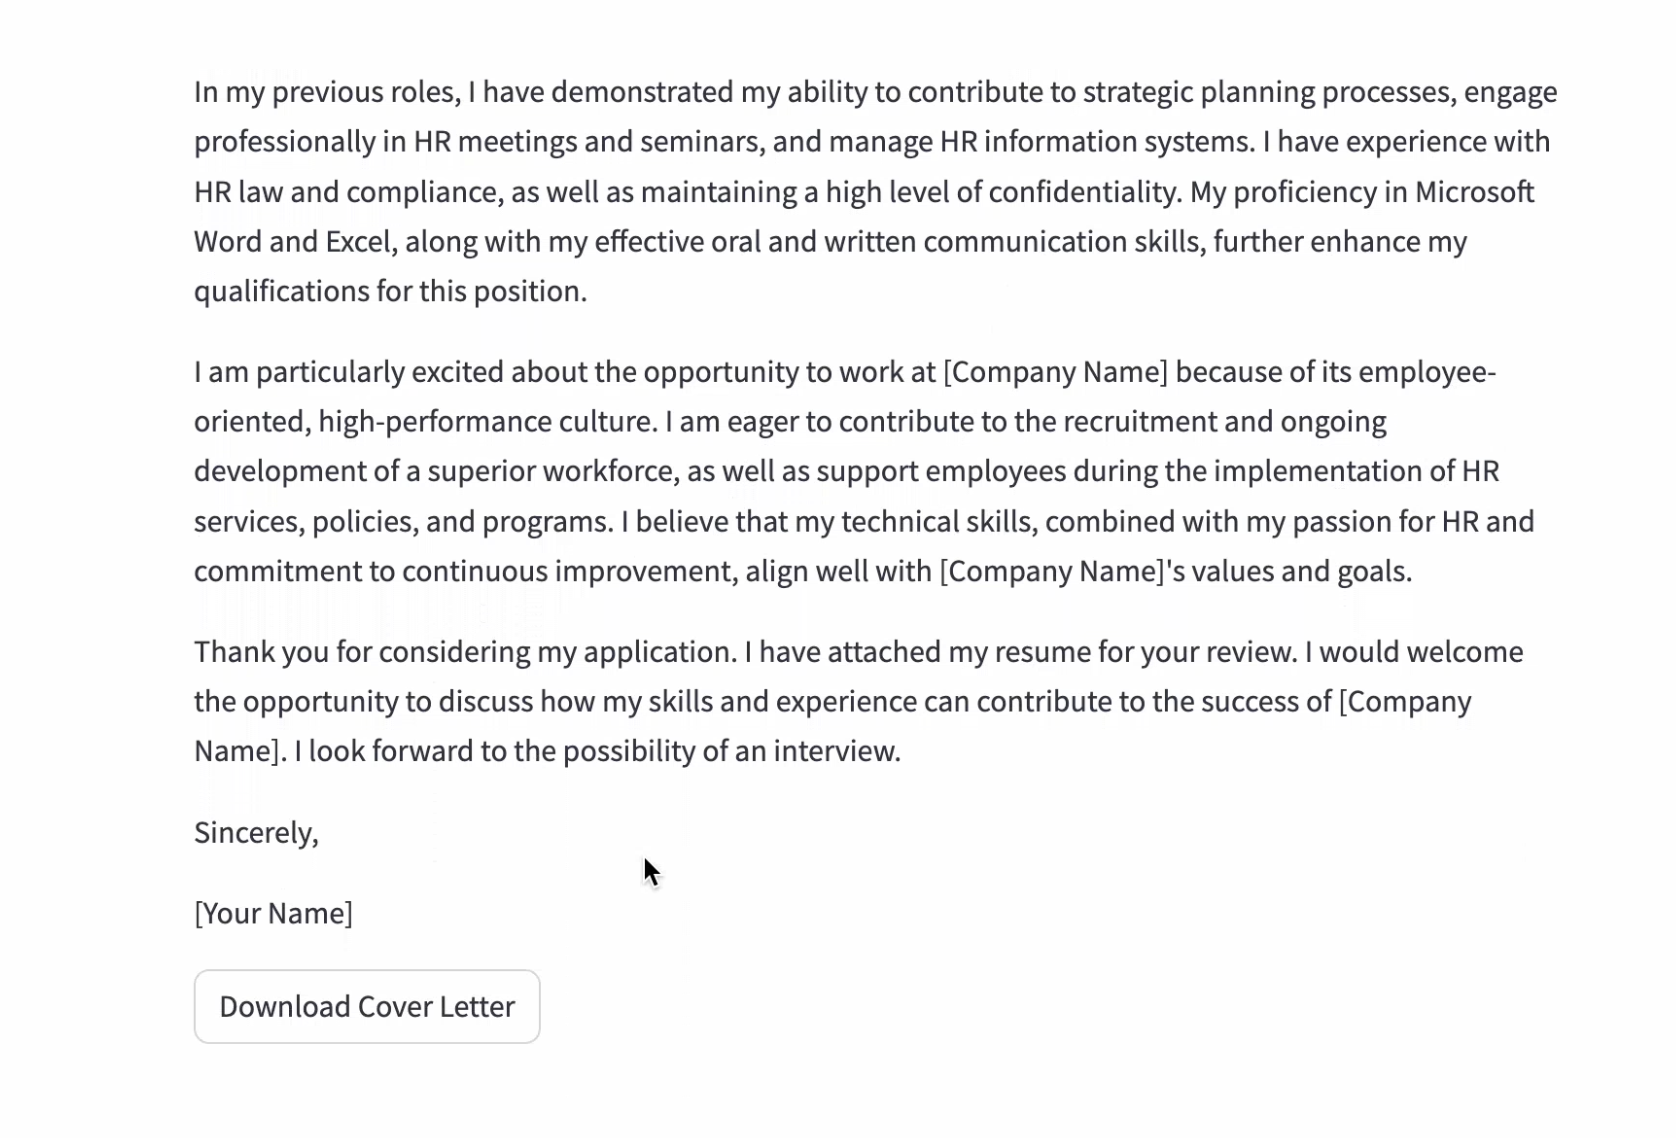 In my previous roles, I have demonstrated my ability to contribute to strategic planning processes, engage
professionally in HR meetings and seminars, and manage HR information systems. I have experience with
HR law and compliance, as well as maintaining a high level of confidentiality. My proficiency in Microsoft
Word and Excel, along with my effective oral and written communication skills, further enhance my
qualifications for this position.
I am particularly excited about the opportunity to work at [Company Name] because of its employee-
oriented, high-performance culture. I am eager to contribute to the recruitment and ongoing
development of a superior workforce, as well as support employees during the implementation of HR
services, policies, and programs. I believe that my technical skills, combined with my passion for HR and
commitment to continuous improvement, align well with [Company Name]'s values and goals.
Thank you for considering my application. I have attached my resume for your review. I would welcome
the opportunity to discuss how my skills and experience can contribute to the success of [Company
Name]. I look forward to the possibility of an interview.
Sincerely,
[Your Name]
Download Cover Letter